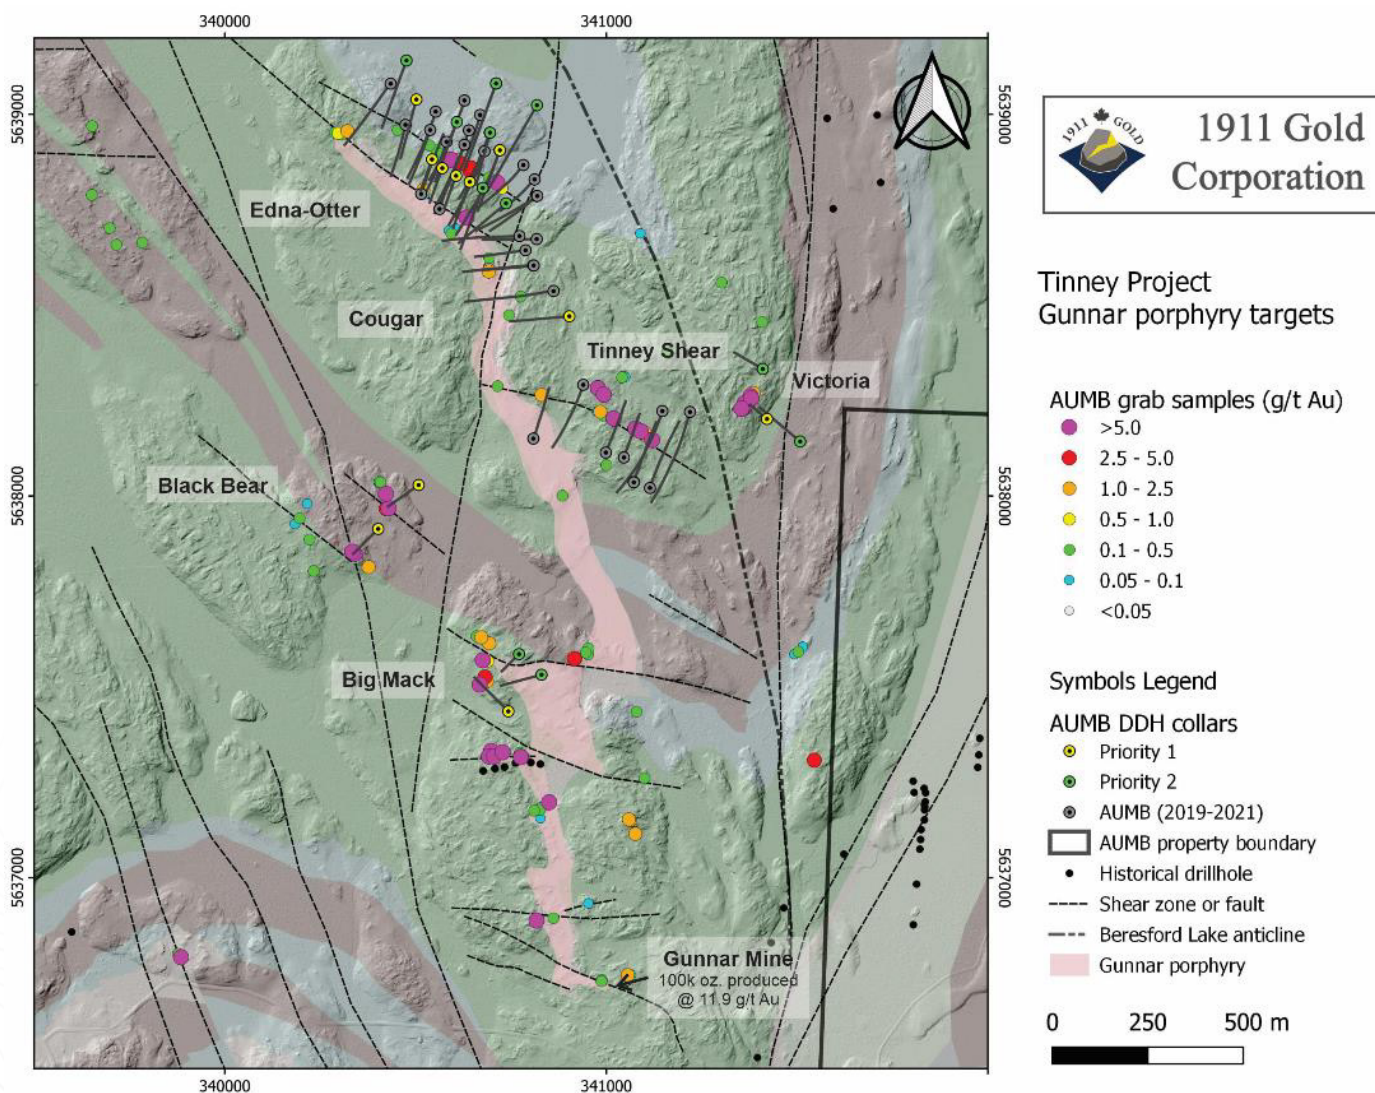 340000
341000
5639000
5639000
Edna-Otter
Cougar
Tinney Shear
Victoria
Black Bear
5638000
5638000
Big Mack
5637000
5637000
Gunnar Mine
100k oz. produced
@ 11.9 g/t Au
340000
341000
1911 GOLD
1911 Gold
Corporation
Tinney Project
Gunnar porphyry targets
AUMB grab samples (g/t Au)
>5.0
2.5 - 5.0
1.0 - 2.5
0.5 - 1.0
0.1 - 0.5
0.05 - 0.1
<0.05
Symbols Legend
AUMB DDH collars
Priority 1
Priority 2
AUMB (2019-2021)
AUMB property boundary
Historical drillhole
Shear zone or fault
Beresford Lake anticline
Gunnar porphyry
0 250 500 m